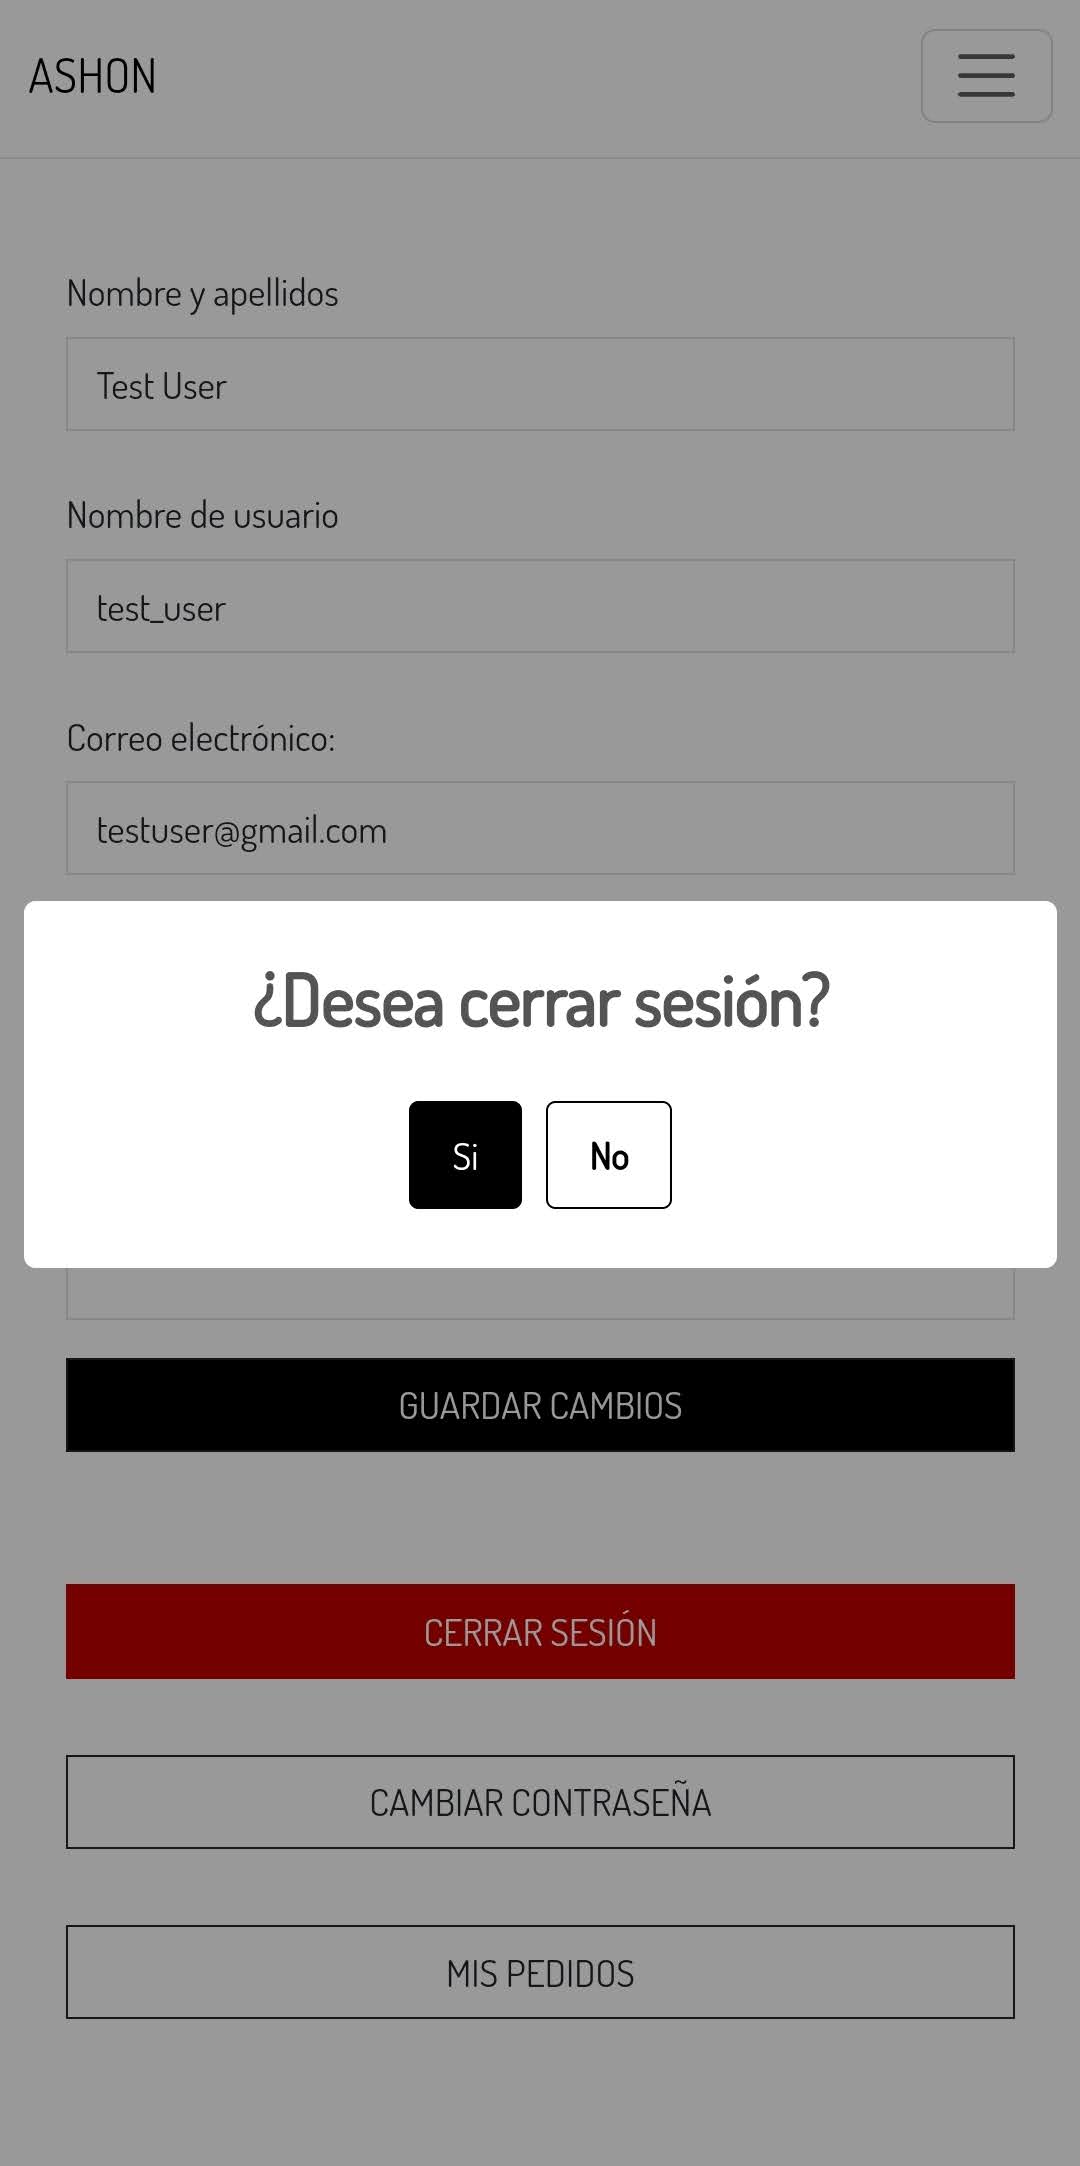 ASHON
Nombre y apellidos
Test User
Nombre de usuario
test_user
Correo electrónico:
testuser@gmail.com
¿Desea cerrar sesión?
Si
No
GUARDAR CAMBIOS
CERRAR SESIÓN
CAMBIAR CONTRASEÑA
MIS PEDIDOS